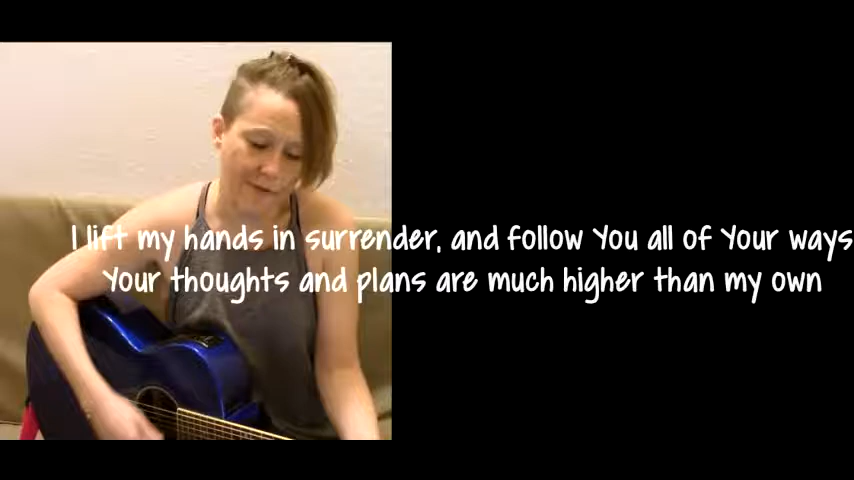 I lift my hands in surrender, and follow You all of Your ways
Your thoughts and plans are much higher than my own